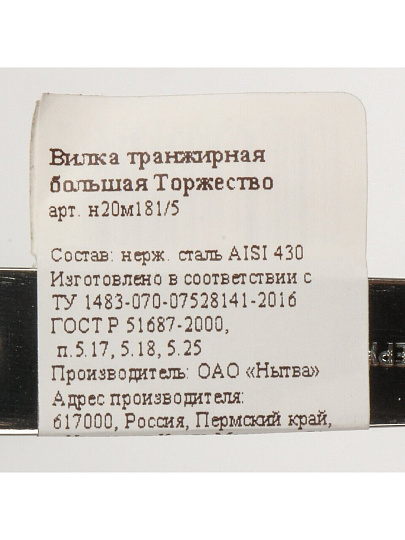 Вилка транжирная
большая Торжество
арт. н20м181/5
Состав: нерж. сталь AISI 430
Изготовлено в соответствии с
ТУ 1483-070-07528141-2016
ГОСТ Р 51687-2000,
п.5.17, 5.18, 5.25
Производитель: ОАО «Нытва»
Адрес производителя:
617000, Россия, Пермский край,